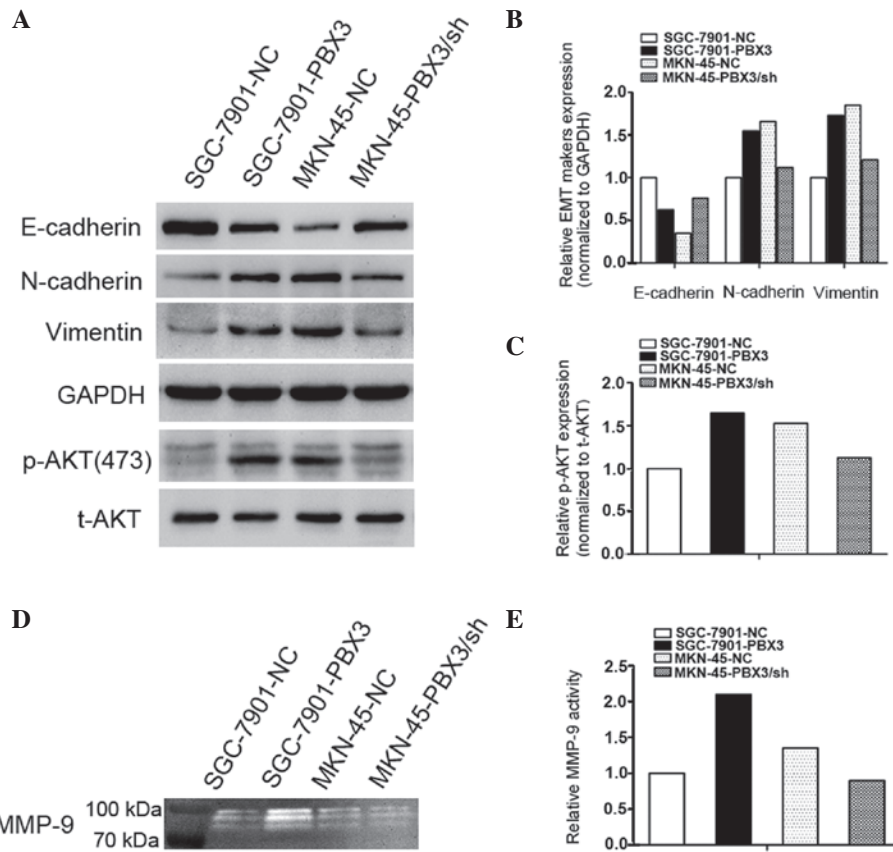 A
SGC-7901-NC
SGC-7901-PBX3
MKN-45-NC
MKN-45-PBX3/sh
E-cadherin
N-cadherin
Vimentin
GAPDH
p-AKT(473)
t-AKT
B
SGC-7901-NC
SGC-7901-PBX3
MKN-45-NC
MKN-45-PBX3/sh
Relative EMT makers expression
(normalized to GAPDH)
2.0
1.5
1.0
0.5
0.0
E-cadherin N-cadherin Vimentin
C
SGC-7901-NC
SGC-7901-PBX3
MKN-45-NC
MKN-45-PBX3/sh
Relative p-AKT expression
(normalized to t-AKT)
2.0
1.5
1.0
0.5
0.0
D
SGC-7901-NC
SGC-7901-PBX3
MKN-45-NC
MKN-45-PBX3/sh
MMP-9
100 kDa
70 kDa
E
SGC-7901-NC
SGC-7901-PBX3
MKN-45-NC
MKN-45-PBX3/sh
Relative MMP-9 activity
2.5
2.0
1.5
1.0
0.5
0.0